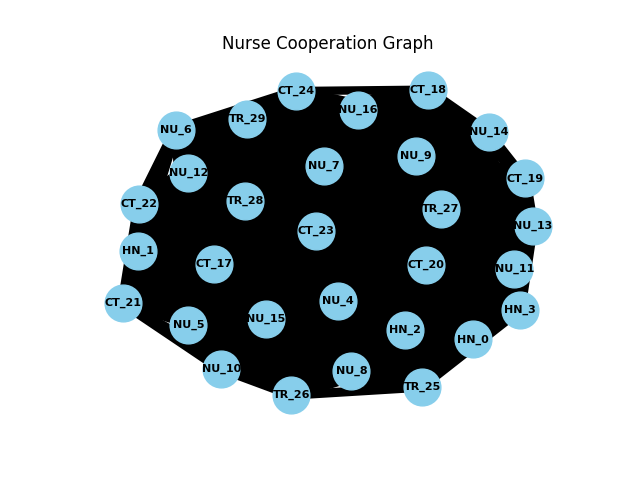 Nurse Cooperation Graph
CT_24
CT_18
NU_16
TR_29
NU_6
NU_14
NU_9
NU_7
NU_12
CT_19
TR_28
CT_22
TR_27
NU_13
CT_23
HN_1
CT_17
CT_20
NU_11
NU_4
CT_21
HN_3
NU_15
NU_5
HN_2
HN_0
NU_10
NU_8
TR_25
TR_26